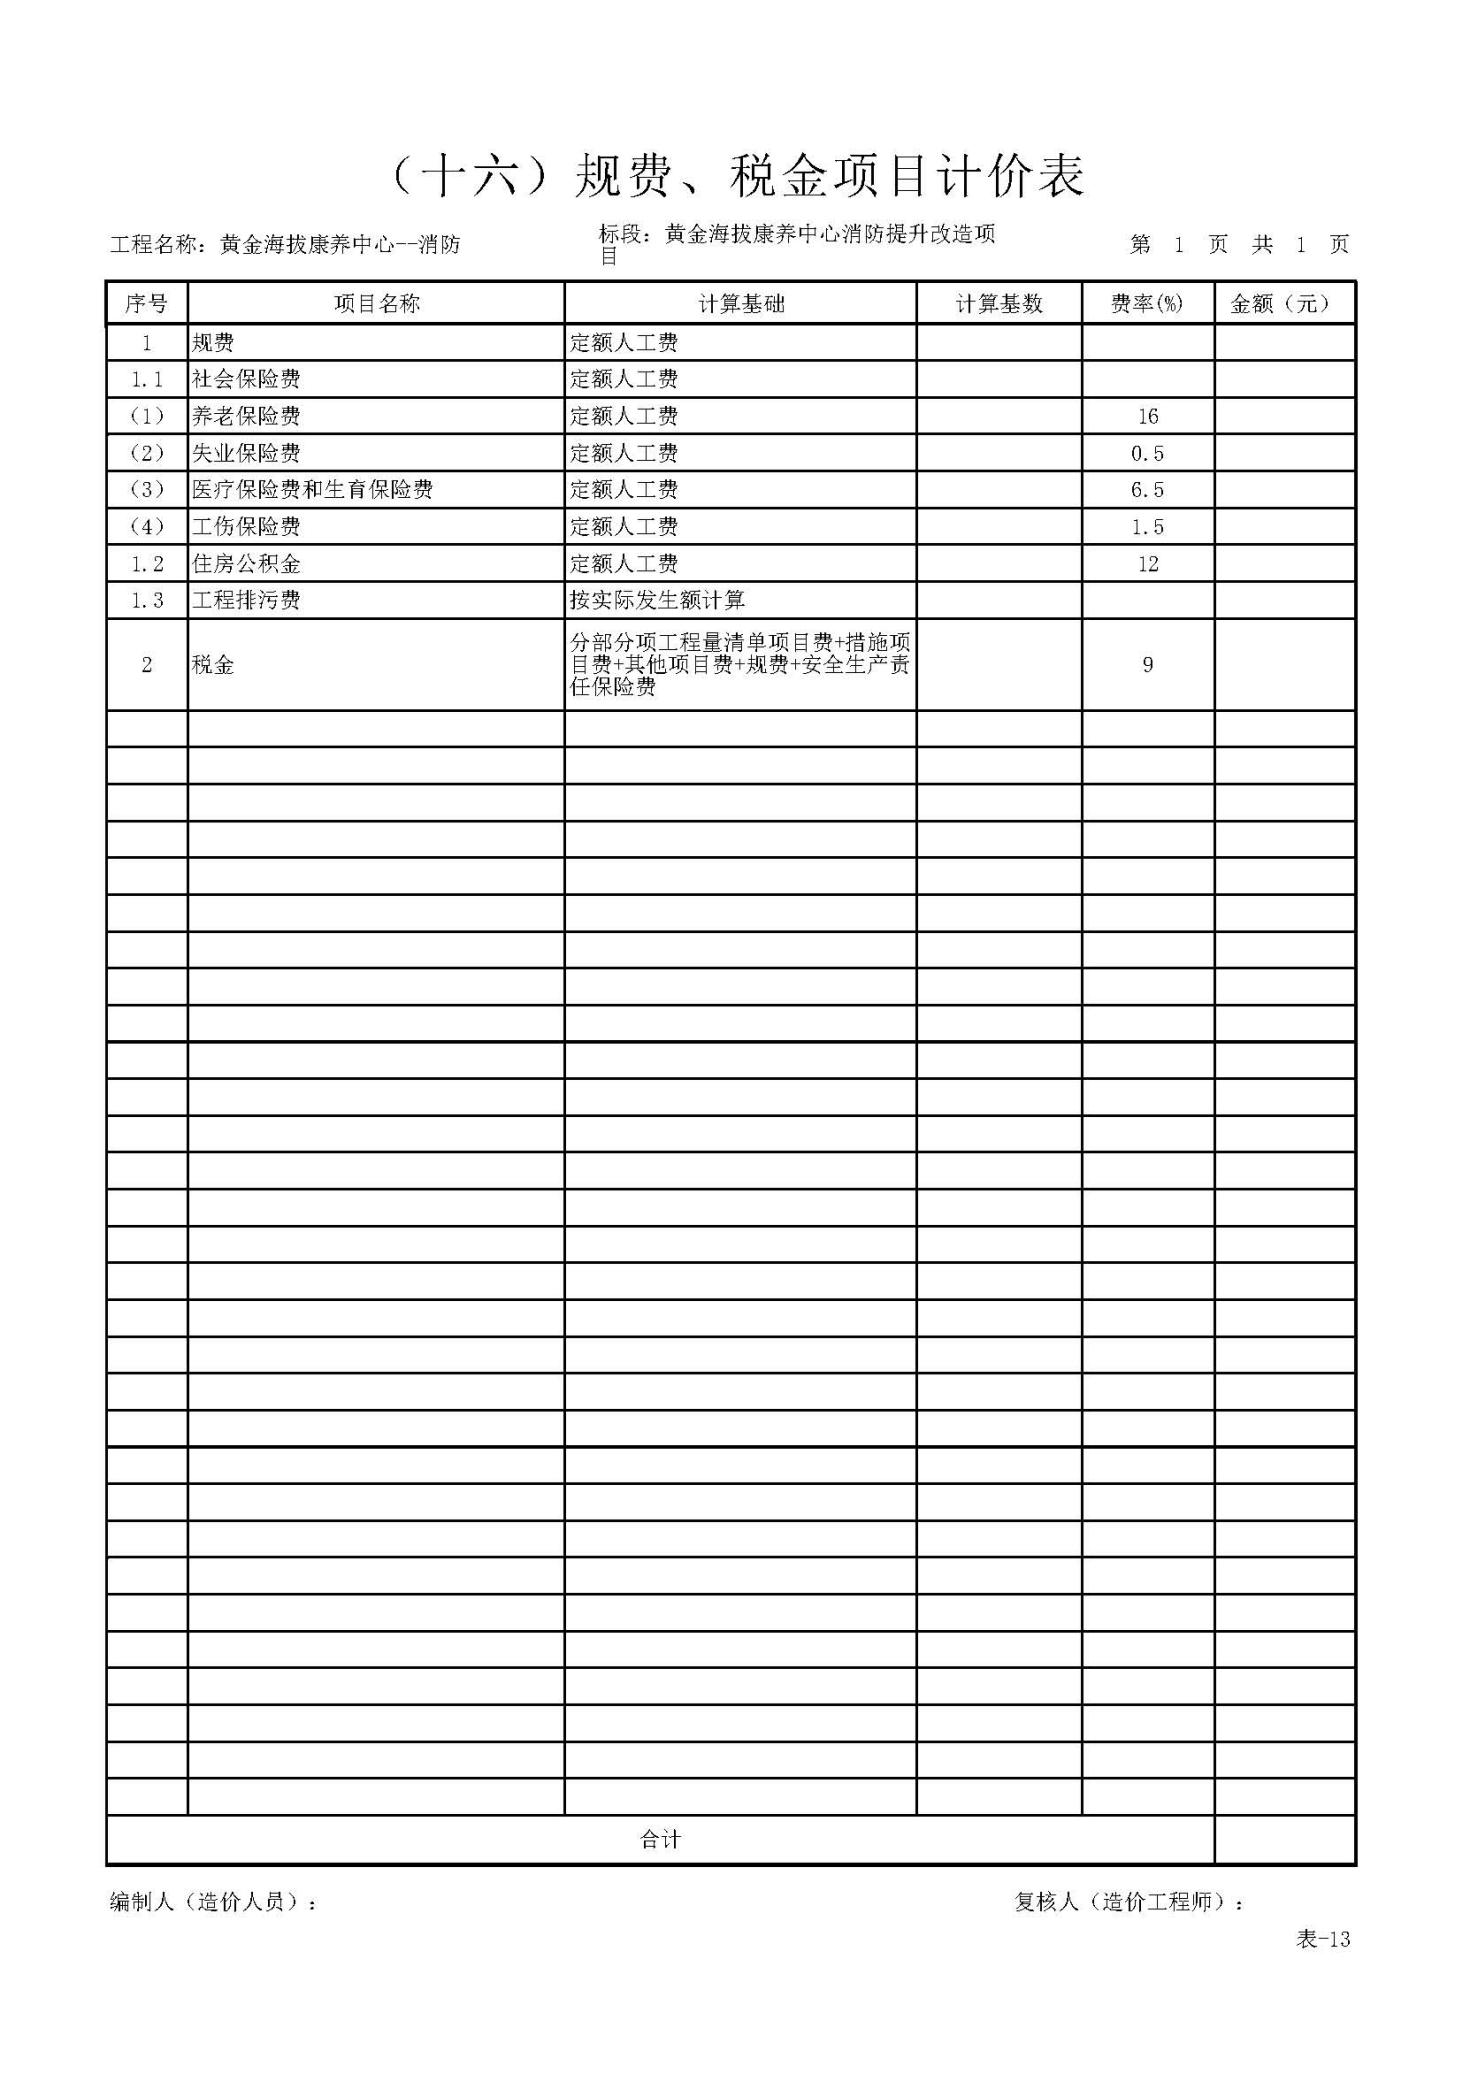 （十六）规费、税金项目计价表
工程名称：黄金海拔康养中心--消防 标段：黄金海拔康养中心消防提升改造项目 第 1 页 共 1 页
序号 项目名称 计算基础 计算基数 费率(%) 金额（元）
1 规费 定额人工费
1.1 社会保险费 定额人工费
（1） 养老保险费 定额人工费 16
（2） 失业保险费 定额人工费 0.5
（3） 医疗保险费和生育保险费 定额人工费 6.5
（4） 工伤保险费 定额人工费 1.5
1.2 住房公积金 定额人工费 12
1.3 工程排污费 按实际发生额计算
2 税金 分部分项工程量清单项目费+措施项目费+其他项目费+规费+安全生产责任保险费 9
合计
编制人（造价人员）： 复核人（造价工程师）：
表-13